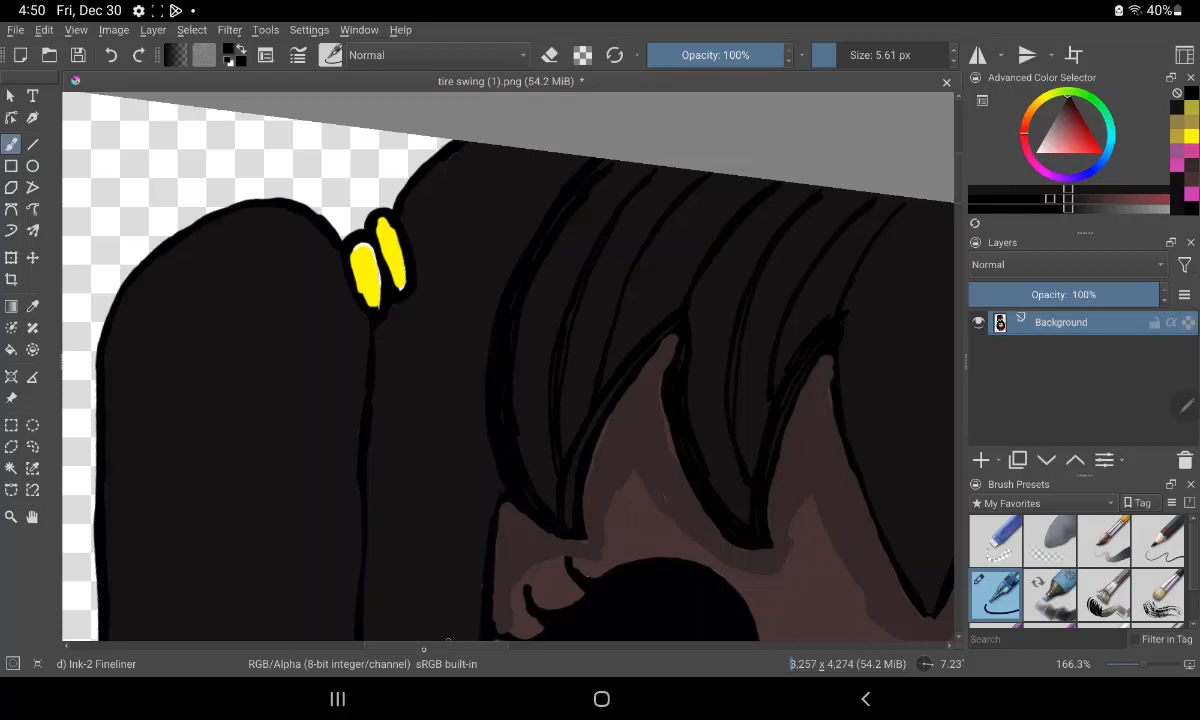 4:50 Fri, Dec 30
40%
File Edit View Image Layer Select Filter Tools Settings Window Help
Normal
Opacity: 100%
Size: 5.61 px
tire swing (1).png (54.2 MiB) *
Advanced Color Selector
Layers
Normal
Opacity: 100%
Background
Brush Presets
My Favorites
Tag
Search
Filter in Tag
d) Ink-2 Fineliner
RGB/Alpha (8-bit integer/channel) sRGB built-in
3,257 x 4,274 (54.2 MiB)
7.23°
166.3%